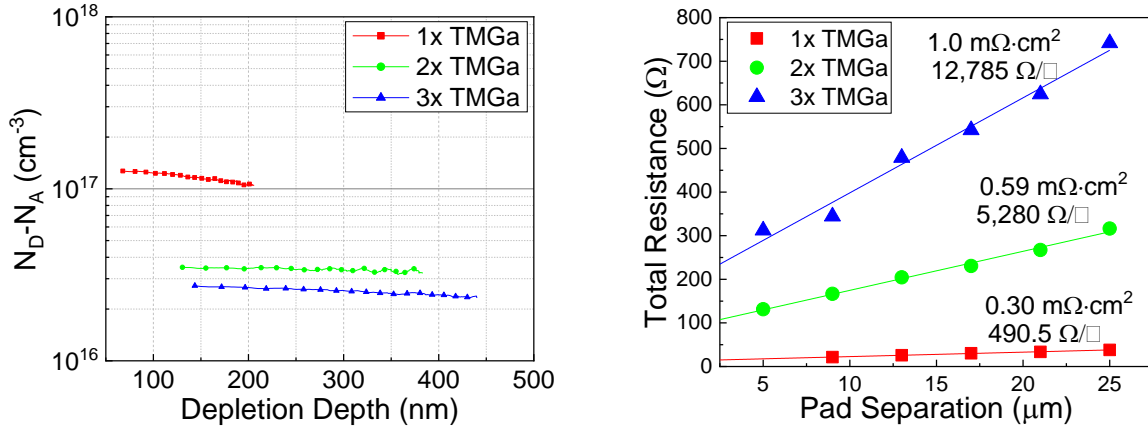 10^18
10^17
10^16
N_D-N_A (cm^-3)
1x TMGa
2x TMGa
3x TMGa
100
200
300
400
500
Depletion Depth (nm)
800
700
600
500
400
300
200
100
0
Total Resistance (Ω)
1x TMGa
2x TMGa
3x TMGa
1.0 mΩ·cm^2
12,785 Ω/□
0.59 mΩ·cm^2
5,280 Ω/□
0.30 mΩ·cm^2
490.5 Ω/□
5
10
15
20
25
Pad Separation (μm)